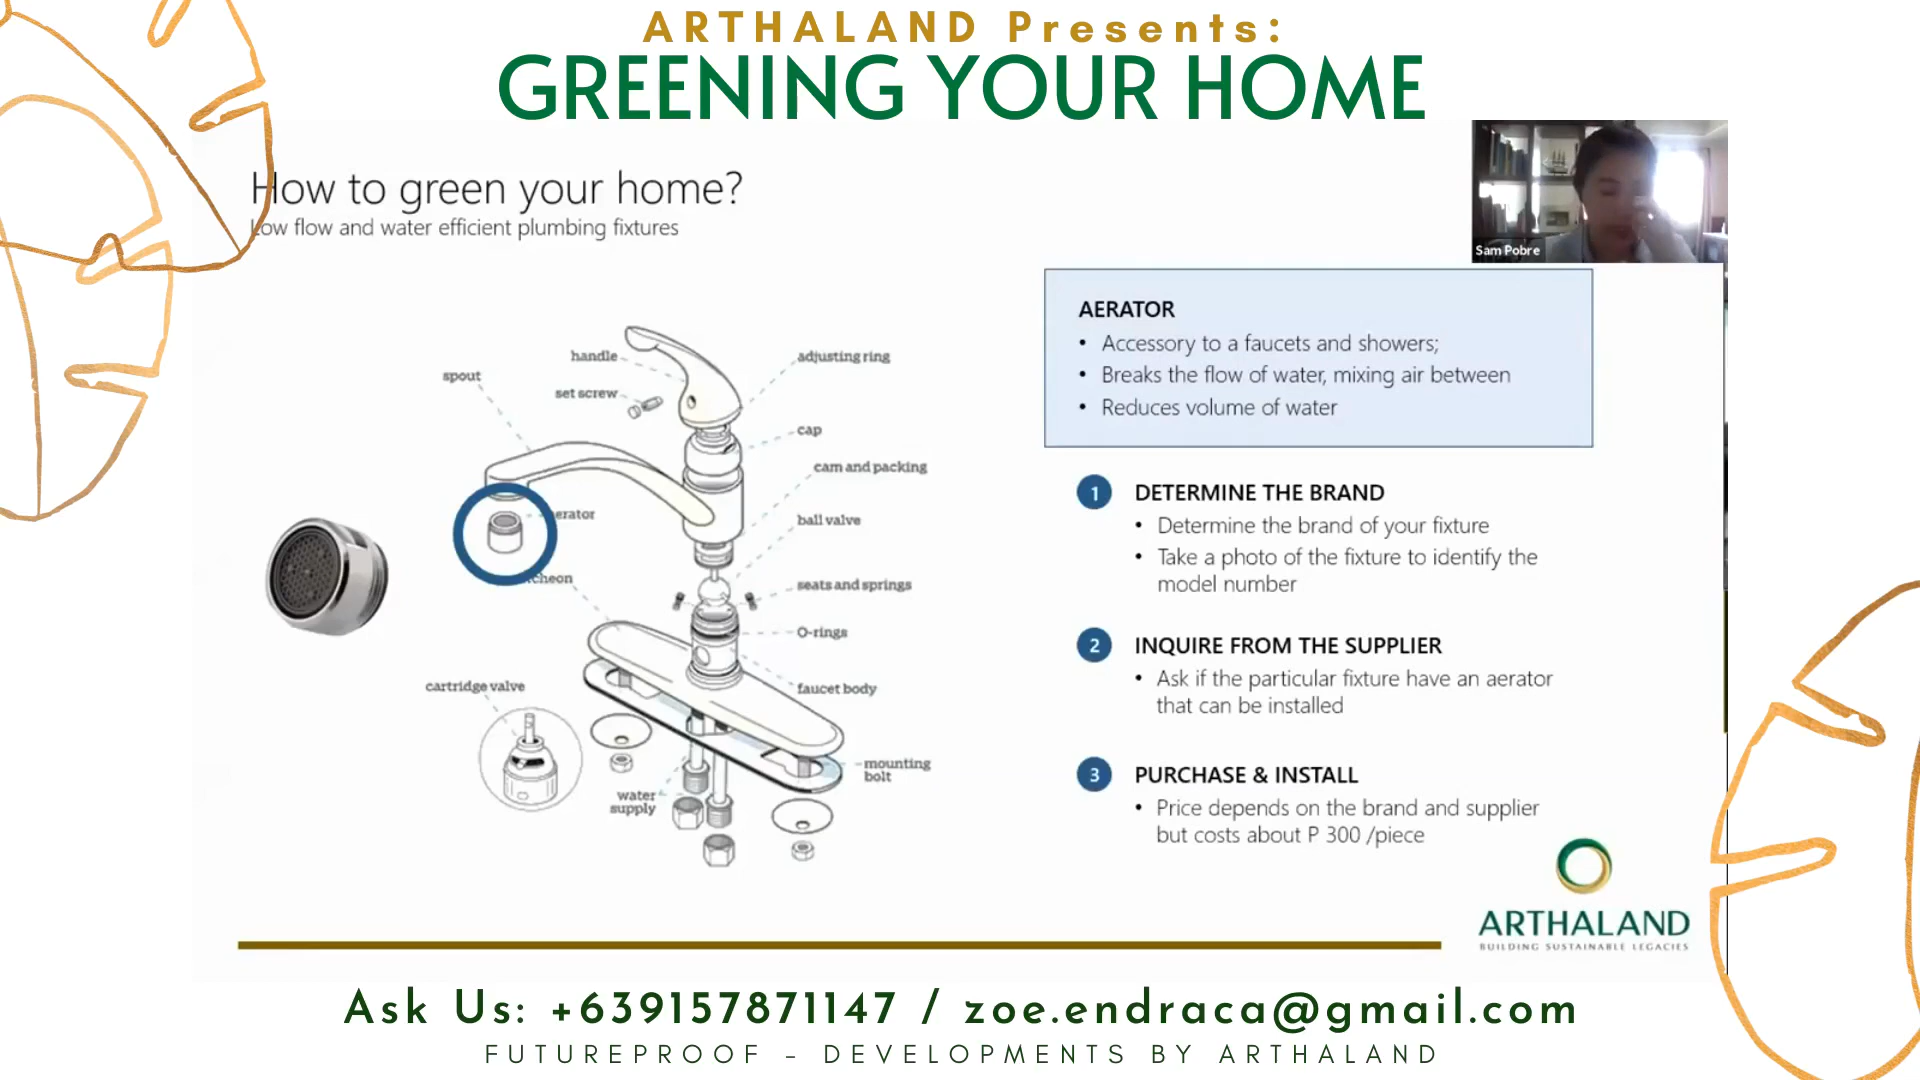 ARTHALAND Presents:
GREENING YOUR HOME
How to green your home?
Low flow and water efficient plumbing fixtures
Sam Pobre
AERATOR
• Accessory to a faucets and showers;
• Breaks the flow of water, mixing air between
• Reduces volume of water
handle
adjusting ring
spout
set screw
cap
cam and packing
erator
ball valve
cheon
seats and springs
O-rings
cartridge valve
faucet body
mounting
bolt
water
supply
1 DETERMINE THE BRAND
• Determine the brand of your fixture
• Take a photo of the fixture to identify the
model number
2 INQUIRE FROM THE SUPPLIER
• Ask if the particular fixture have an aerator
that can be installed
3 PURCHASE & INSTALL
• Price depends on the brand and supplier
but costs about P 300 /piece
ARTHALAND
BUILDING SUSTAINABLE LEGACIES
Ask Us: +639157871147 / zoe.endraca@gmail.com
FUTUREPROOF - DEVELOPMENTS BY ARTHALAND